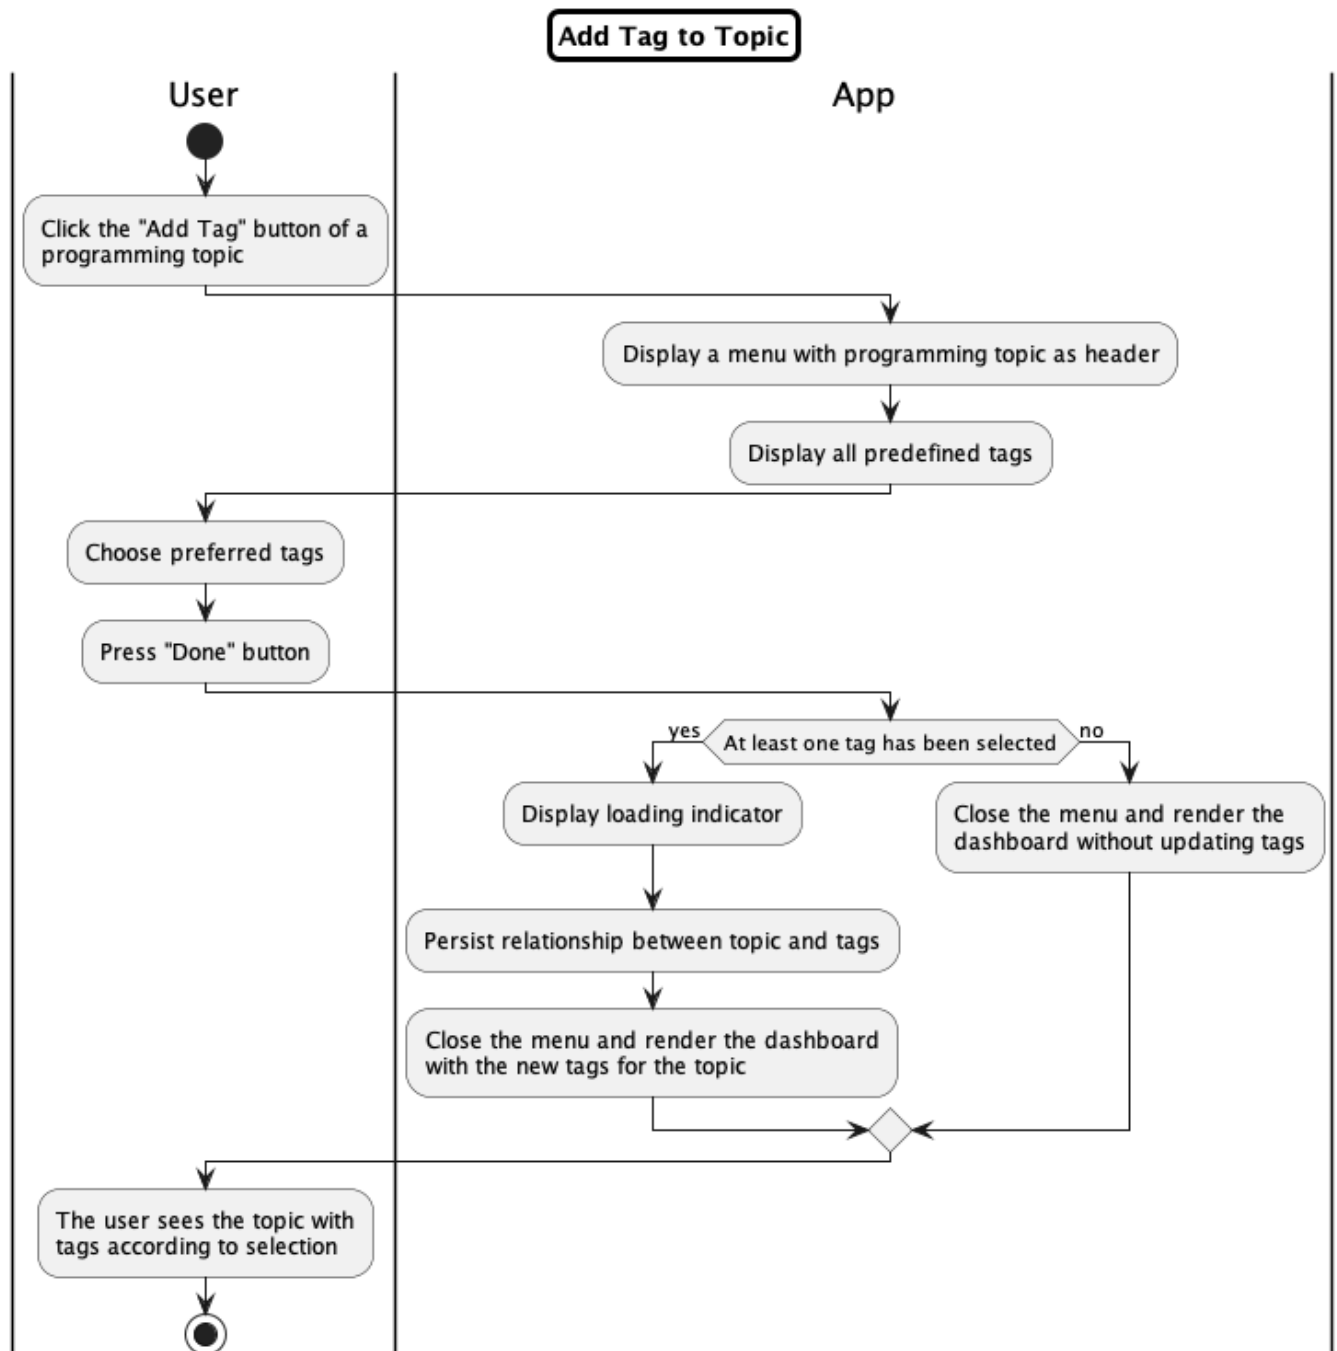 Add Tag to Topic
User
App
Click the "Add Tag" button of a
programming topic
Display a menu with programming topic as header
Display all predefined tags
Choose preferred tags
Press "Done" button
yes
At least one tag has been selected
no
Display loading indicator
Close the menu and render the
dashboard without updating tags
Persist relationship between topic and tags
Close the menu and render the dashboard
with the new tags for the topic
The user sees the topic with
tags according to selection